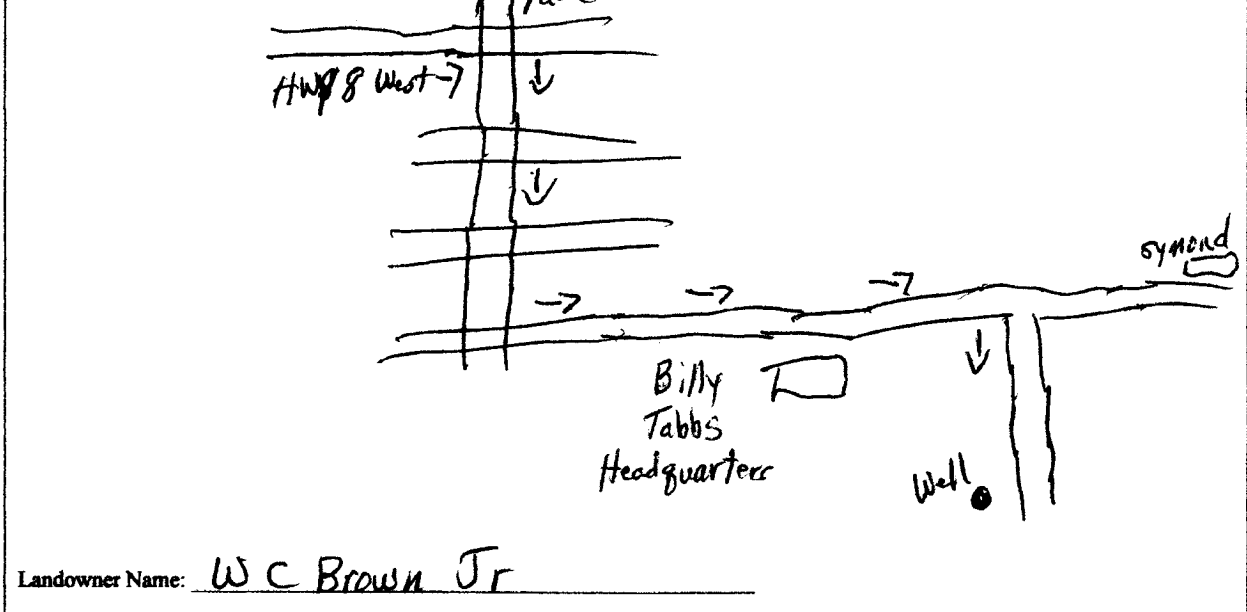 HWY 8 West
symond
Billy
Tabbs
Headquarters
Well
Landowner Name: W C Brown Jr